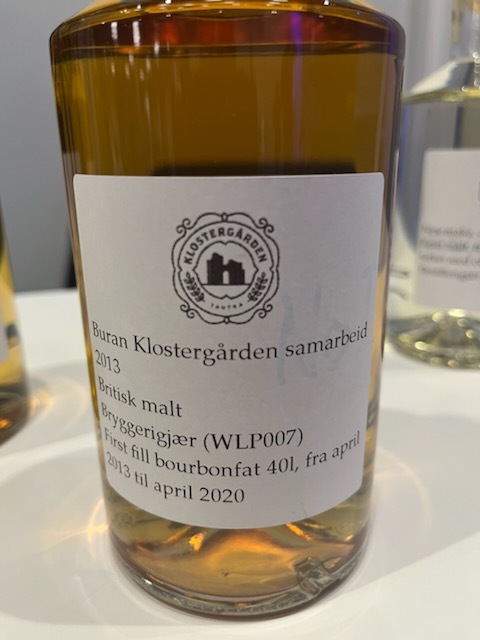 KLOSTERGÅRDEN
TAUTRA
Buran Klostergården samarbeid
2013
Britisk malt
Bryggerigjær (WLP007)
First fill bourbonfat 40l, fra april
2013 til april 2020